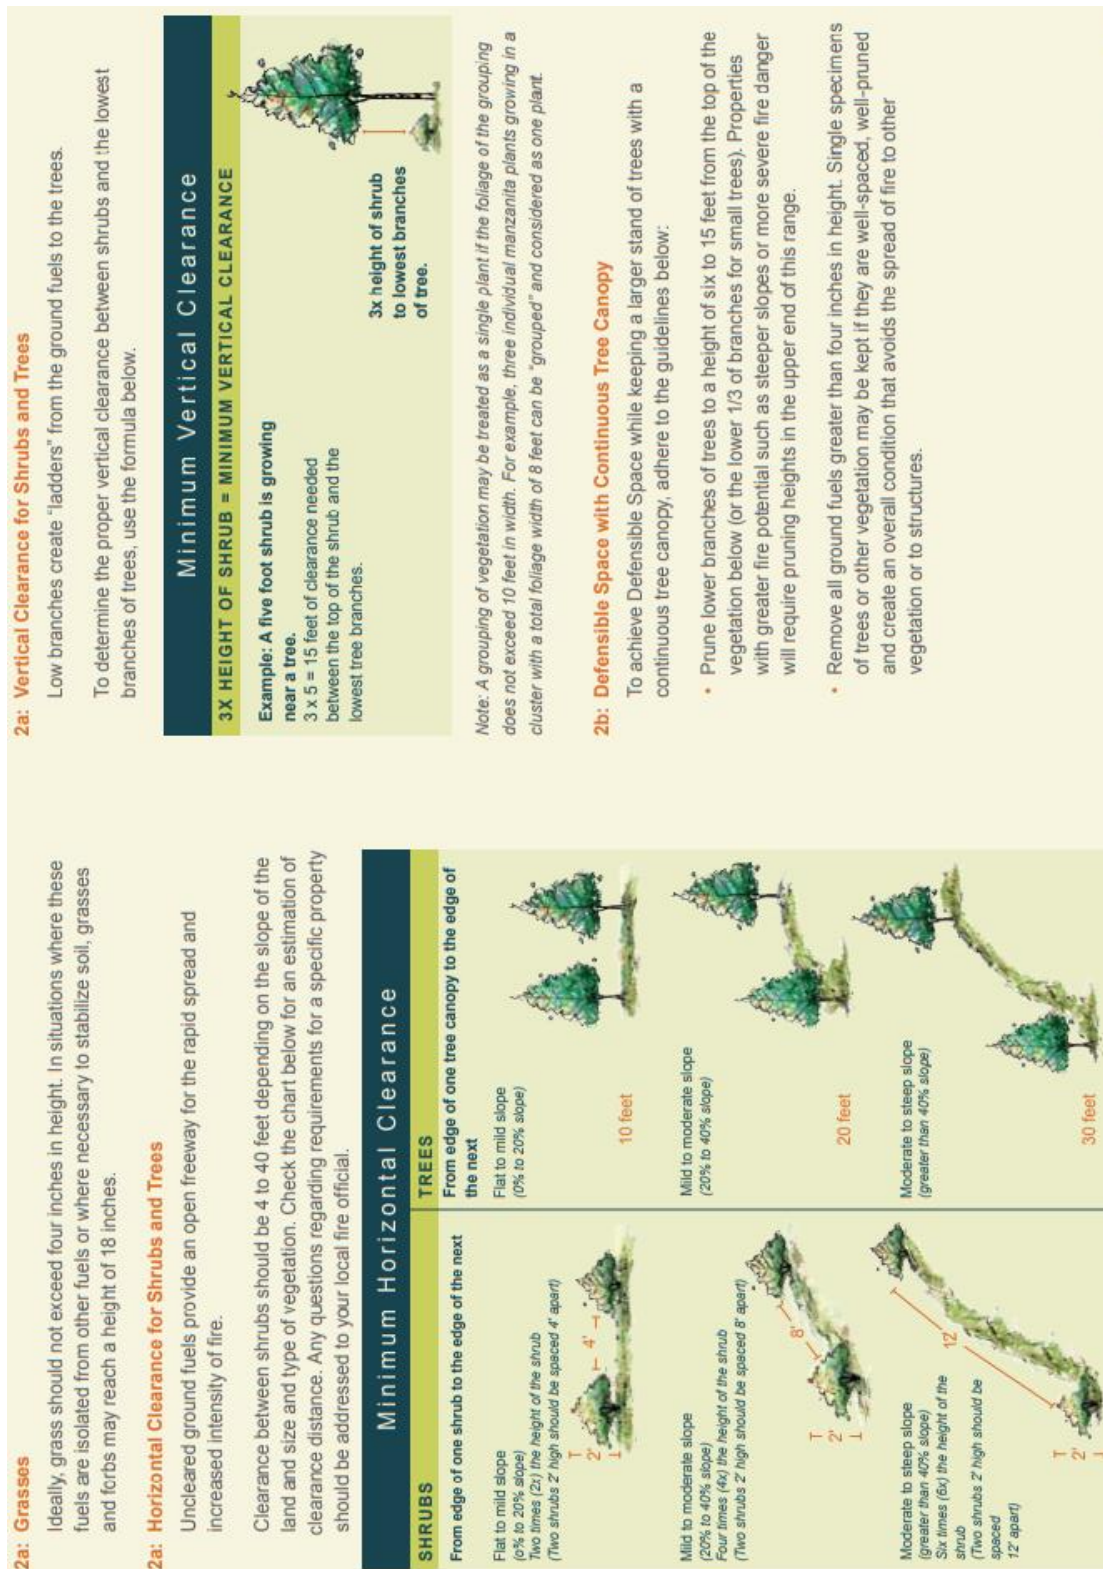 2a: Grasses
Ideally, grass should not exceed four inches in height. In situations where these
fuels are isolated from other fuels or where necessary to stabilize soil, grasses
and forbs may reach a height of 18 inches.
2a: Horizontal Clearance for Shrubs and Trees
Uncleared ground fuels provide an open freeway for the rapid spread and
increased intensity of fire.
Clearance between shrubs should be 4 to 40 feet depending on the slope of the
land and size and type of vegetation. Check the chart below for an estimation of
clearance distance. Any questions regarding requirements for a specific property
should be addressed to your local fire official.
Minimum Horizontal Clearance
SHRUBS
From edge of one shrub to the edge of the next
Flat to mild slope
(0% to 20% slope)
Two times (2x) the height of the shrub
(Two shrubs 2' high should be spaced 4' apart)
2'
4'
Mild to moderate slope
(20% to 40% slope)
Four times (4x) the height of the shrub
(Two shrubs 2' high should be spaced 8' apart)
2'
8'
Moderate to steep slope
(greater than 40% slope)
Six times (6x) the height of the
shrub
(Two shrubs 2' high should be
spaced
12' apart)
2'
12'
TREES
From edge of one tree canopy to the edge of
the next
Flat to mild slope
(0% to 20% slope)
10 feet
Mild to moderate slope
(20% to 40% slope)
20 feet
Moderate to steep slope
(greater than 40% slope)
30 feet
2a: Vertical Clearance for Shrubs and Trees
Low branches create "ladders" from the ground fuels to the trees.
To determine the proper vertical clearance between shrubs and the lowest
branches of trees, use the formula below.
Minimum Vertical Clearance
3X HEIGHT OF SHRUB = MINIMUM VERTICAL CLEARANCE
Example: A five foot shrub is growing
near a tree.
3 x 5 = 15 feet of clearance needed
between the top of the shrub and the
lowest tree branches.
3x height of shrub
to lowest branches
of tree.
Note: A grouping of vegetation may be treated as a single plant if the foliage of the grouping
does not exceed 10 feet in width. For example, three individual manzanita plants growing in a
cluster with a total foliage width of 8 feet can be "grouped" and considered as one plant.
2b: Defensible Space with Continuous Tree Canopy
To achieve Defensible Space while keeping a larger stand of trees with a
continuous tree canopy, adhere to the guidelines below:
• Prune lower branches of trees to a height of six to 15 feet from the top of the
vegetation below (or the lower 1/3 of branches for small trees). Properties
with greater fire potential such as steeper slopes or more severe fire danger
will require pruning heights in the upper end of this range.
• Remove all ground fuels greater than four inches in height. Single specimens
of trees or other vegetation may be kept if they are well-spaced, well-pruned
and create an overall condition that avoids the spread of fire to other
vegetation or to structures.